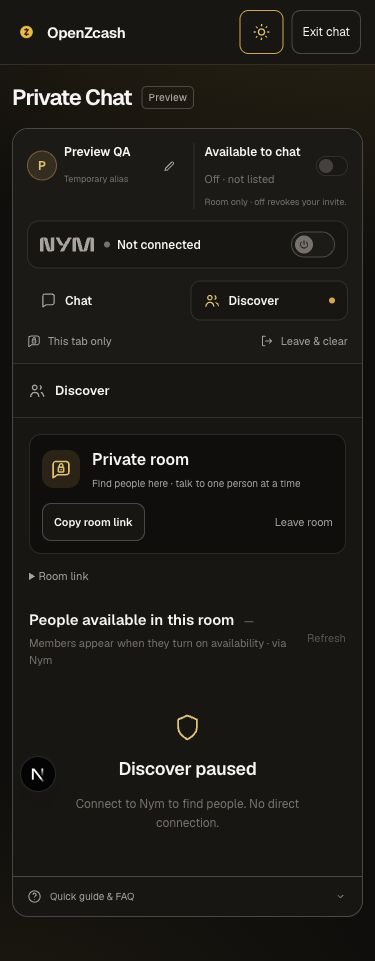 OpenZcash
Exit chat
Private Chat
Preview
P
Preview QA
Temporary alias
Available to chat
Off · not listed
Room only · off revokes your invite.
NYM
Not connected
Chat
Discover
This tab only
Leave & clear
Discover
Private room
Find people here · talk to one person at a time
Copy room link
Leave room
Room link
People available in this room —
Members appear when they turn on availability · via
Nym
Refresh
Discover paused
N
Connect to Nym to find people. No direct
connection.
Quick guide & FAQ